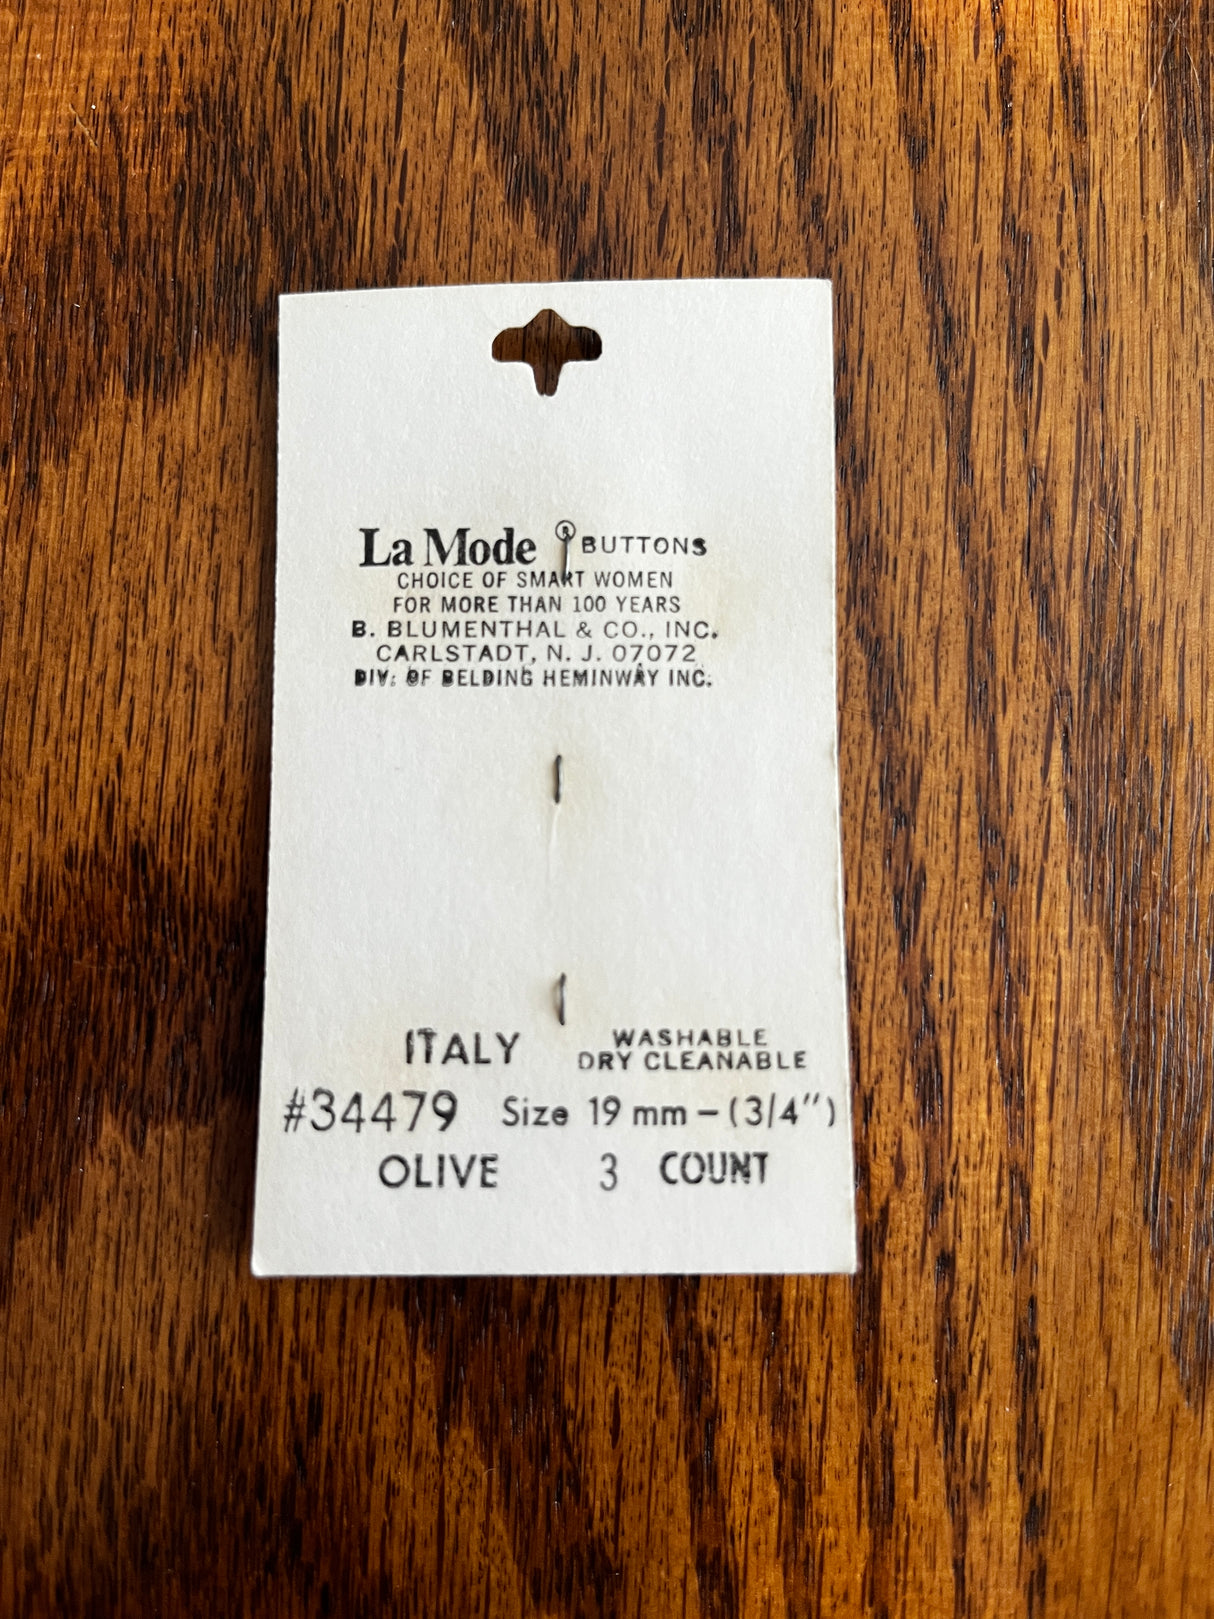 La Mode ® BUTTONS
CHOICE OF SMART WOMEN
FOR MORE THAN 100 YEARS
B. BLUMENTHAL & CO., INC.
CARLSTADT, N. J. 07072
DIV. OF BELDING HEMINWAY INC.
ITALY WASHABLE
DRY CLEANABLE
#34479 Size 19 mm – (3/4")
OLIVE 3 COUNT